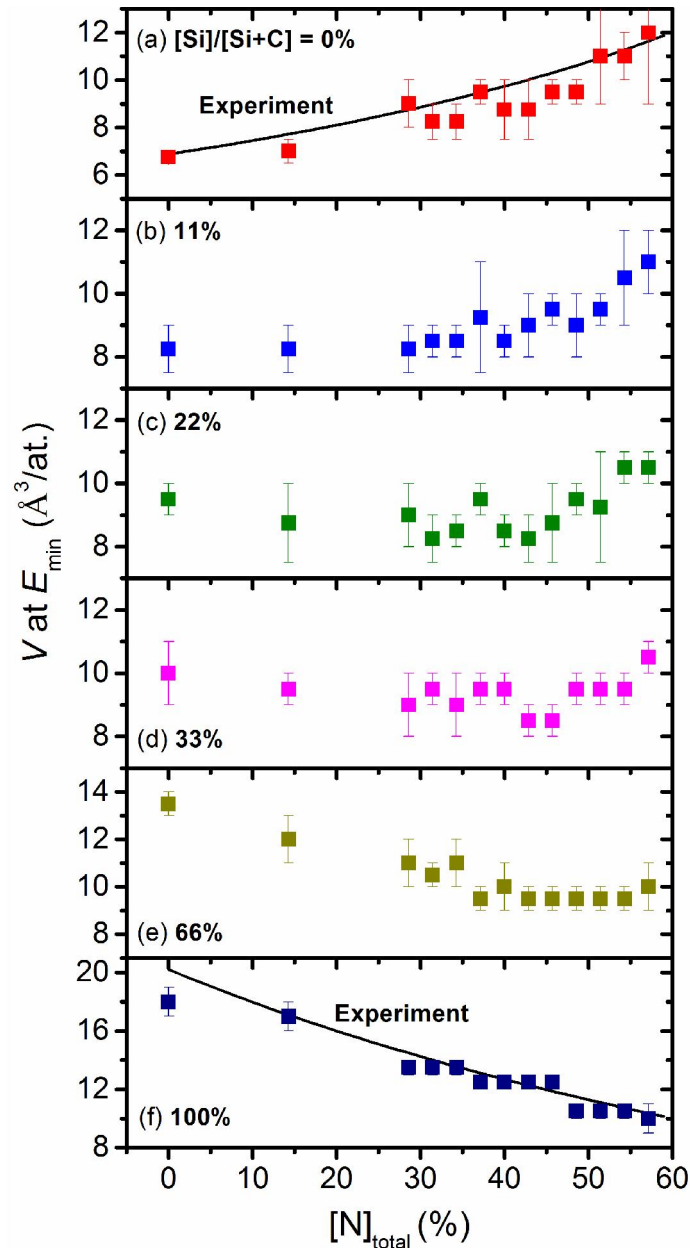 (a) [Si]/[Si+C] = 0%
Experiment
12
10
8
6
(b) 11%
12
10
8
(c) 22%
12
10
8
(d) 33%
12
10
8
(e) 66%
14
12
10
8
(f) 100%
Experiment
20
16
12
8
0 10 20 30 40 50 60
V at E_min (Å³/at.)
[N]_total (%)